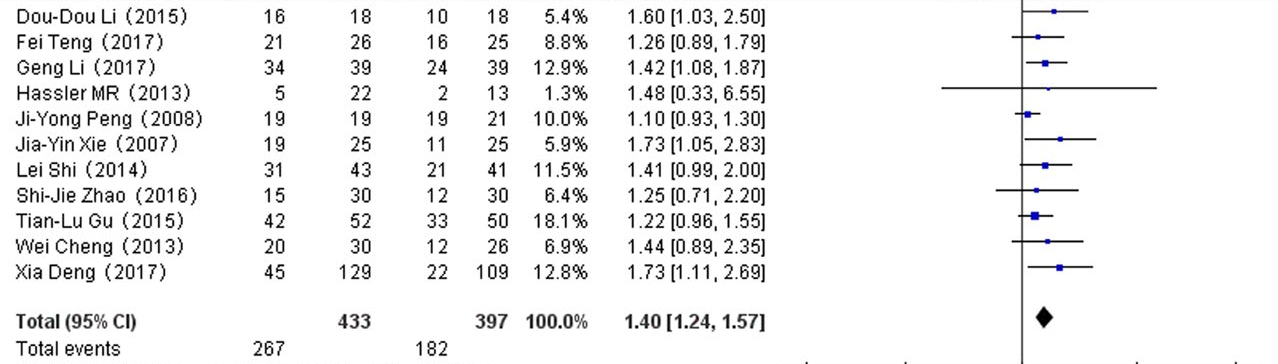 Dou-Dou Li (2015) 16 18 10 18 5.4% 1.60 [1.03, 2.50]
Fei Teng (2017) 21 26 16 25 8.8% 1.26 [0.89, 1.79]
Geng Li (2017) 34 39 24 39 12.9% 1.42 [1.08, 1.87]
Hassler MR (2013) 5 22 2 13 1.3% 1.48 [0.33, 6.55]
Ji-Yong Peng (2008) 19 19 19 21 10.0% 1.10 [0.93, 1.30]
Jia-Yin Xie (2007) 19 25 11 25 5.9% 1.73 [1.05, 2.83]
Lei Shi (2014) 31 43 21 41 11.5% 1.41 [0.99, 2.00]
Shi-Jie Zhao (2016) 15 30 12 30 6.4% 1.25 [0.71, 2.20]
Tian-Lu Gu (2015) 42 52 33 50 18.1% 1.22 [0.96, 1.55]
Wei Cheng (2013) 20 30 12 26 6.9% 1.44 [0.89, 2.35]
Xia Deng (2017) 45 129 22 109 12.8% 1.73 [1.11, 2.69]
Total (95% CI) 433 397 100.0% 1.40 [1.24, 1.57]
Total events 267 182